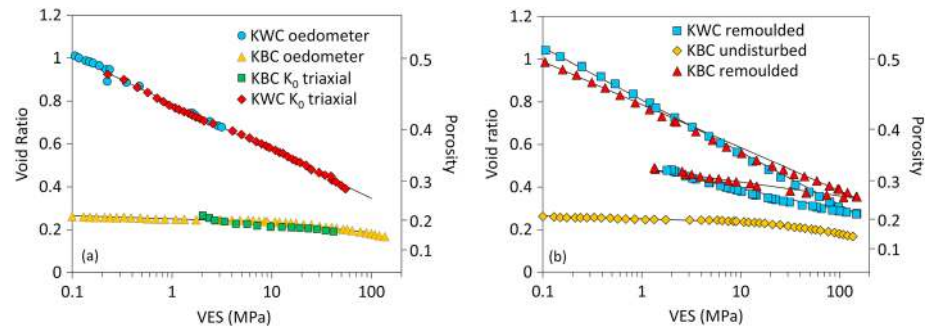 1.2
1
0.8
0.6
0.4
0.2
0
Void Ratio
KWC oedometer
KBC oedometer
KBC K0 triaxial
KWC K0 triaxial
0.5
0.4
0.3
0.2
0.1
Porosity
(a)
0.1 1 10 100
VES (MPa)
1.2
1
0.8
0.6
0.4
0.2
0
Void ratio
KWC remoulded
KBC undisturbed
KBC remoulded
0.5
0.4
0.3
0.2
0.1
Porosity
(b)
0.1 1 10 100
VES (MPa)